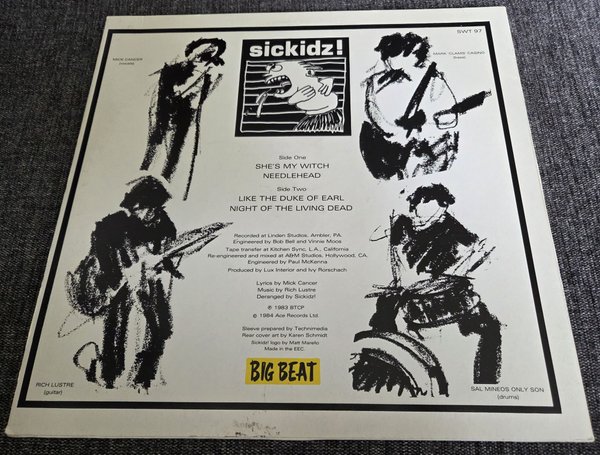 SWT 97
sickidz!
MICK CANCER
(vocals)
MARK 'CLAMS' CASINO
(bass)
Side One
SHE'S MY WITCH
NEEDLEHEAD
Side Two
LIKE THE DUKE OF EARL
NIGHT OF THE LIVING DEAD
Recorded at Linden Studios, Ambler, PA.
Engineered by Bob Bell and Vinnie Moos
Tape transfer at Kitchen Sync, L.A., California
Re-engineered and mixed at A&M Studios, Hollywood, CA.
Engineered by Paul McKenna
Produced by Lux Interior and Ivy Rorschach
Lyrics by Mick Cancer
Music by Rich Lustre
Deranged by Sickidz!
℗ 1983 BTCP
© 1984 Ace Records Ltd.
Sleeve prepared by Technimedia
Rear cover art by Karen Schmidt
Sickidz! logo by Matt Marello
Made in the EEC.
BIG BEAT
RICH LUSTRE
(guitar)
SAL MINEOS ONLY SON
(drums)